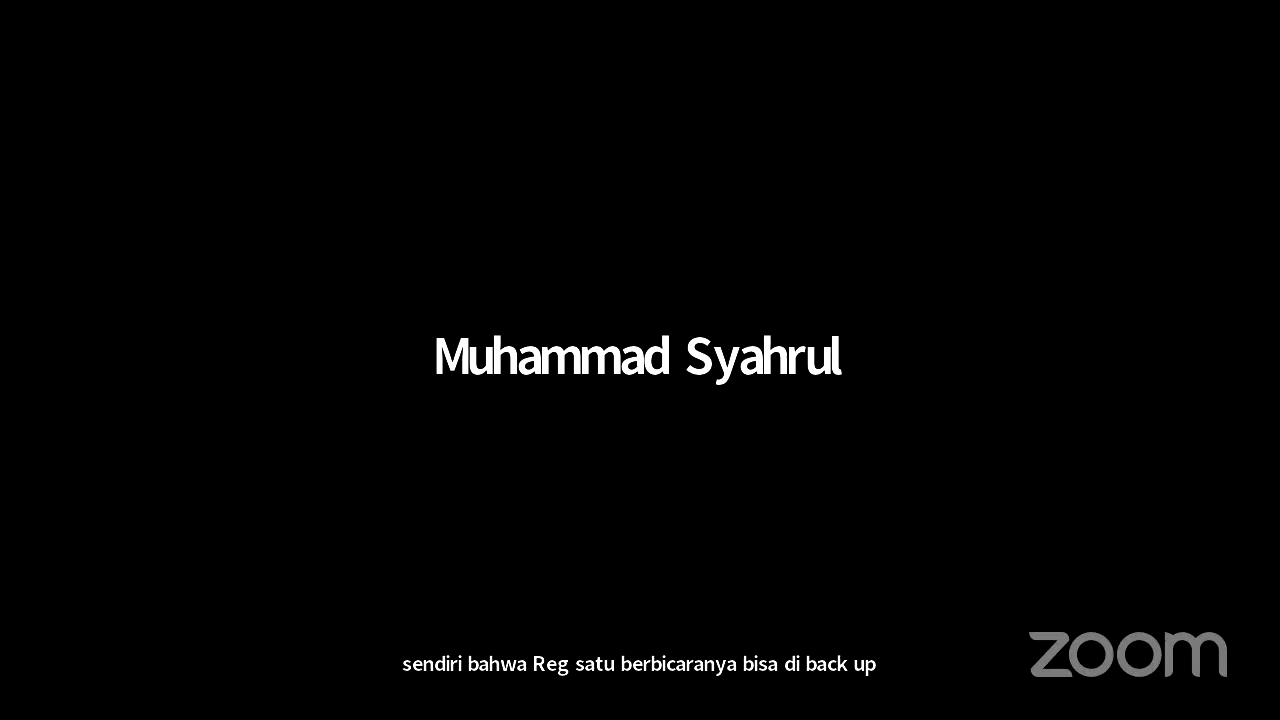 Muhammad Syahrul
sendiri bahwa Reg satu berbicaranya bisa di back up
zoom